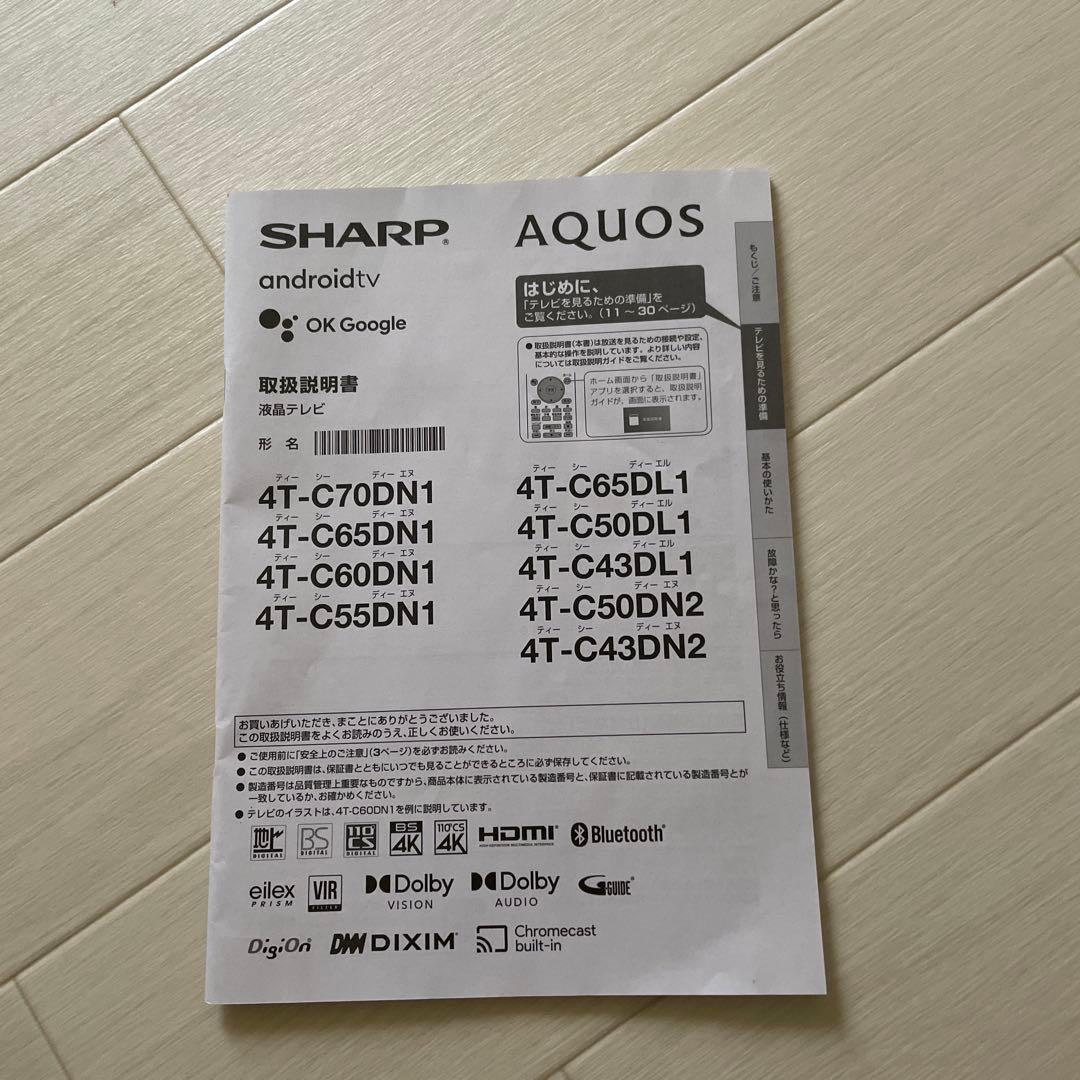 SHARP®
androidtv
OK Google
取扱説明書
液晶テレビ
形 名
ティー シー ディー エヌ
4T-C70DN1
ティー シー ディー エヌ
4T-C65DN1
ティー シー ディー エヌ
4T-C60DN1
ティー シー ディー エヌ
4T-C55DN1
AQUOS
はじめに、
「テレビを見るための準備」を
ご覧ください。(11 ~ 30 ページ)
● 取扱説明書(本書)は放送を見るための接続や設定、
基本的な操作を説明しています。より詳しい内容
については取扱説明ガイドをご覧ください。
ホーム
ホーム画面から「取扱説明書」
アプリを選択すると、取扱説明
ガイドが、画面に表示されます。
取扱説明書
ティー シー ディー エル
4T-C65DL1
ティー シー ディー エル
4T-C50DL1
ティー シー ディー エル
4T-C43DL1
ティー シー ディー エヌ
4T-C50DN2
ティー シー ディー エヌ
4T-C43DN2
もくじ/ご注意
テレビを見るための準備
基本の使いかた
故障かな?と思ったら
お役立ち情報(仕様など)
お買いあげいただき、まことにありがとうございました。
この取扱説明書をよくお読みのうえ、正しくお使いください。
● ご使用前に「安全上のご注意」(3ページ)を必ずお読みください。
● この取扱説明書は、保証書とともにいつでも見ることができるところに必ず保存してください。
● 製造番号は品質管理上重要なものですから、商品本体に表示されている製造番号と、保証書に記載されている製造番号とが
一致しているか、お確かめください。
● テレビのイラストは、4T-C60DN1を例に説明しています。
地上 DIGITAL
BS DIGITAL
110 CS DIGITAL
BS 4K
110°CS 4K
HDMI®
HIGH-DEFINITION MULTIMEDIA INTERFACE
Bluetooth®
eilex
PRISM
VIR
FILTER
Dolby
VISION
Dolby
AUDIO
G-GUIDE®
DigiOn®
DIXIM®
Chromecast
built-in